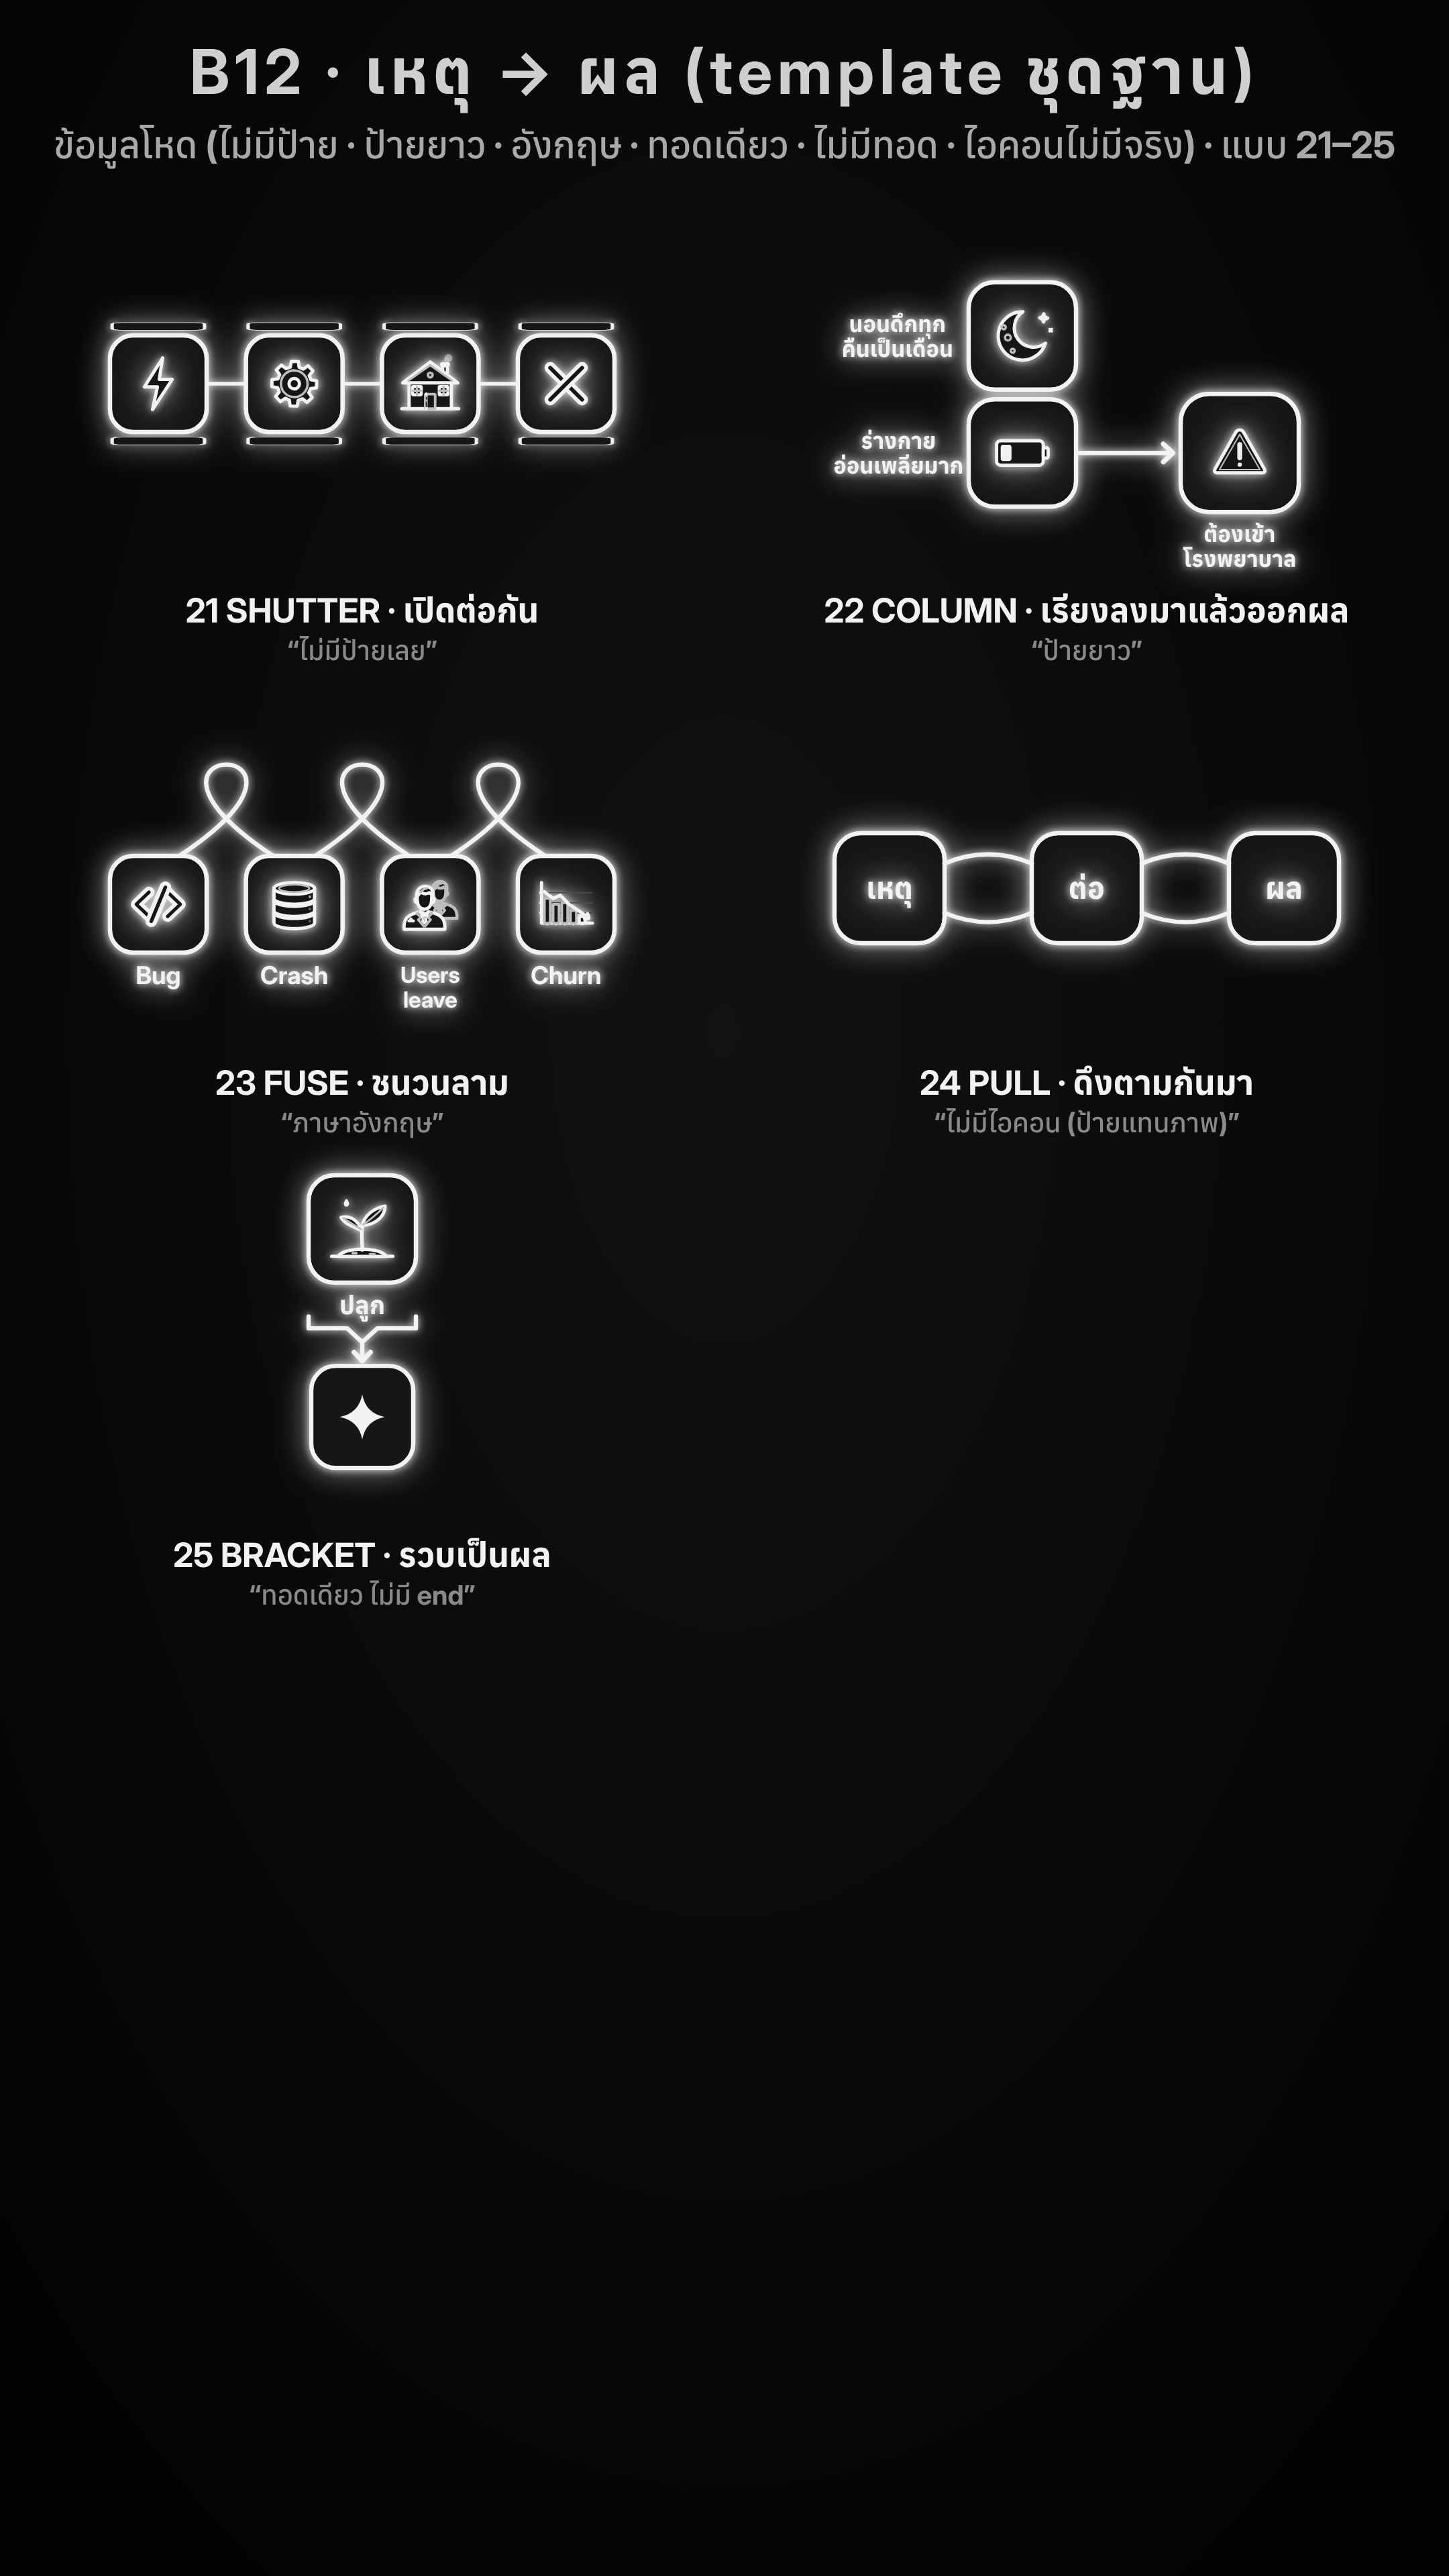 B12 · เหตุ → ผล (template ชุดฐาน)
ข้อมูลโหด (ไม่มีป้าย · ป้ายยาว · อังกฤษ · ทอดเดียว · ไม่มีทอด · ไอคอนไม่มีจริง) · แบบ 21–25
21 SHUTTER · เปิดต่อกัน
“ไม่มีป้ายเลย”
นอนดึกทุก
คืนเป็นเดือน
ร่างกาย
อ่อนเพลียมาก
ต้องเข้า
โรงพยาบาล
22 COLUMN · เรียงลงมาแล้วออกผล
“ป้ายยาว”
Bug
Crash
Users
leave
Churn
23 FUSE · ชนวนลาม
“ภาษาอังกฤษ”
เหตุ
ต่อ
ผล
24 PULL · ดึงตามกันมา
“ไม่มีไอคอน (ป้ายแทนภาพ)”
ปลูก
25 BRACKET · รวบเป็นผล
“ทอดเดียว ไม่มี end”